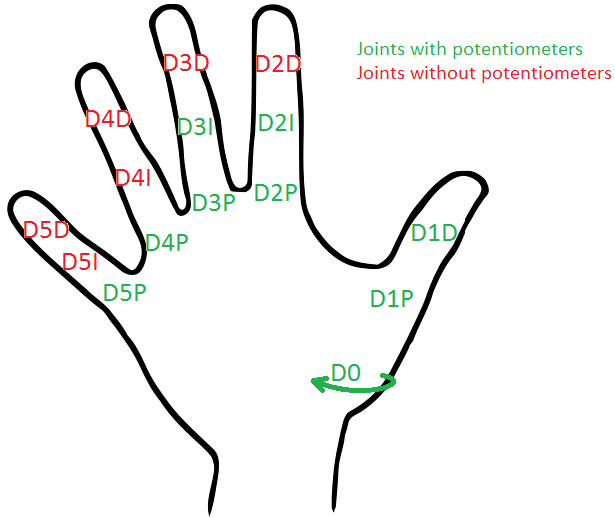 Joints with potentiometers
Joints without potentiometers
D3D
D2D
D4D
D3I
D2I
D4I
D3P
D2P
D5D
D1D
D4P
D5I
D5P
D1P
D0